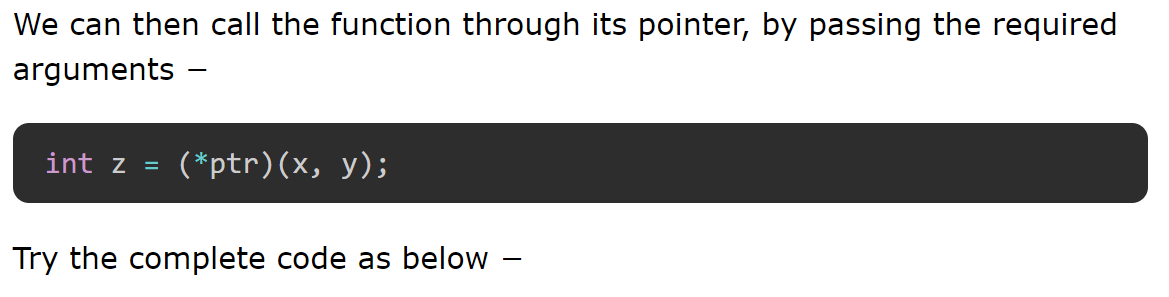 We can then call the function through its pointer, by passing the required
arguments −
int z = (*ptr)(x, y);
Try the complete code as below −